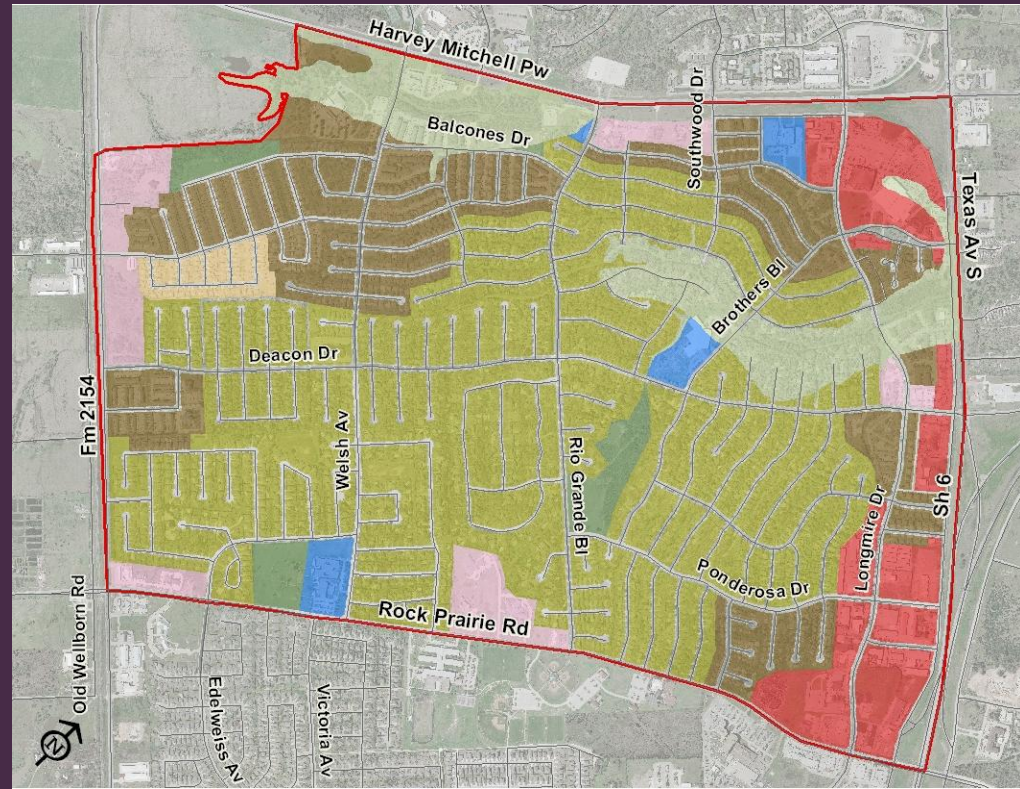 Harvey Mitchell Pw
Southwood Dr
Balcones Dr
Texas Av S
Brothers Bl
Deacon Dr
Fm 2154
Welsh Av
Rio Grande Bl
Sh 6
Longmire Dr
Ponderosa Dr
Old Wellborn Rd
Rock Prairie Rd
Edelweiss Av
Victoria Av
N